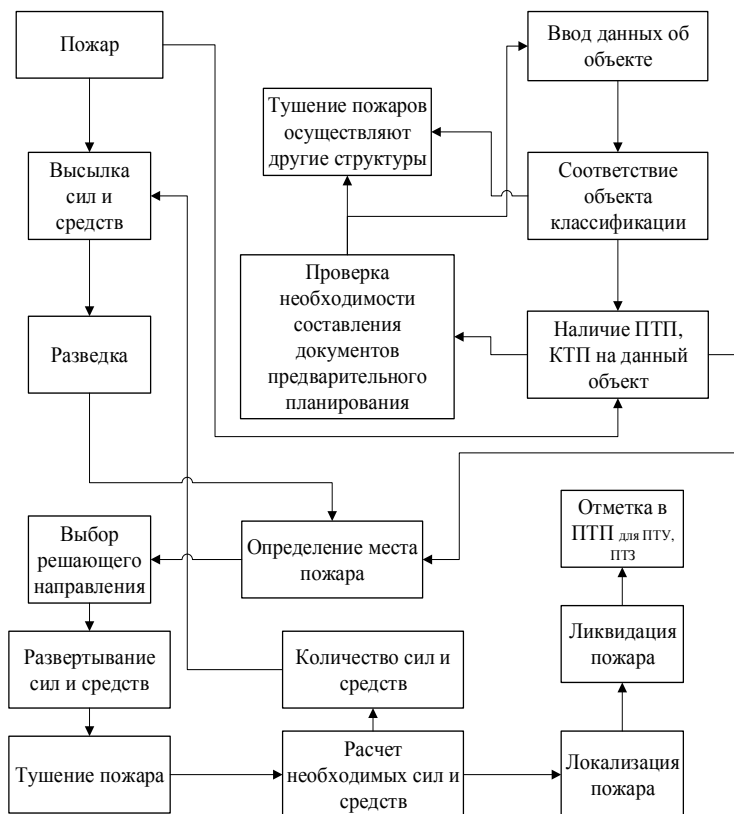 Пожар
Ввод данных об
объекте
Тушение пожаров
осуществляют
другие структуры
Высылка
сил и
средств
Соответствие
объекта
классификации
Проверка
необходимости
составления
документов
предварительного
планирования
Разведка
Наличие ПТП,
КТП на данный
объект
Выбор
решающего
направления
Определение места
пожара
Отметка в
ПТП для ПТУ,
ПТЗ
Развертывание
сил и средств
Количество сил и
средств
Ликвидация
пожара
Тушение пожара
Расчет
необходимых сил и
средств
Локализация
пожара